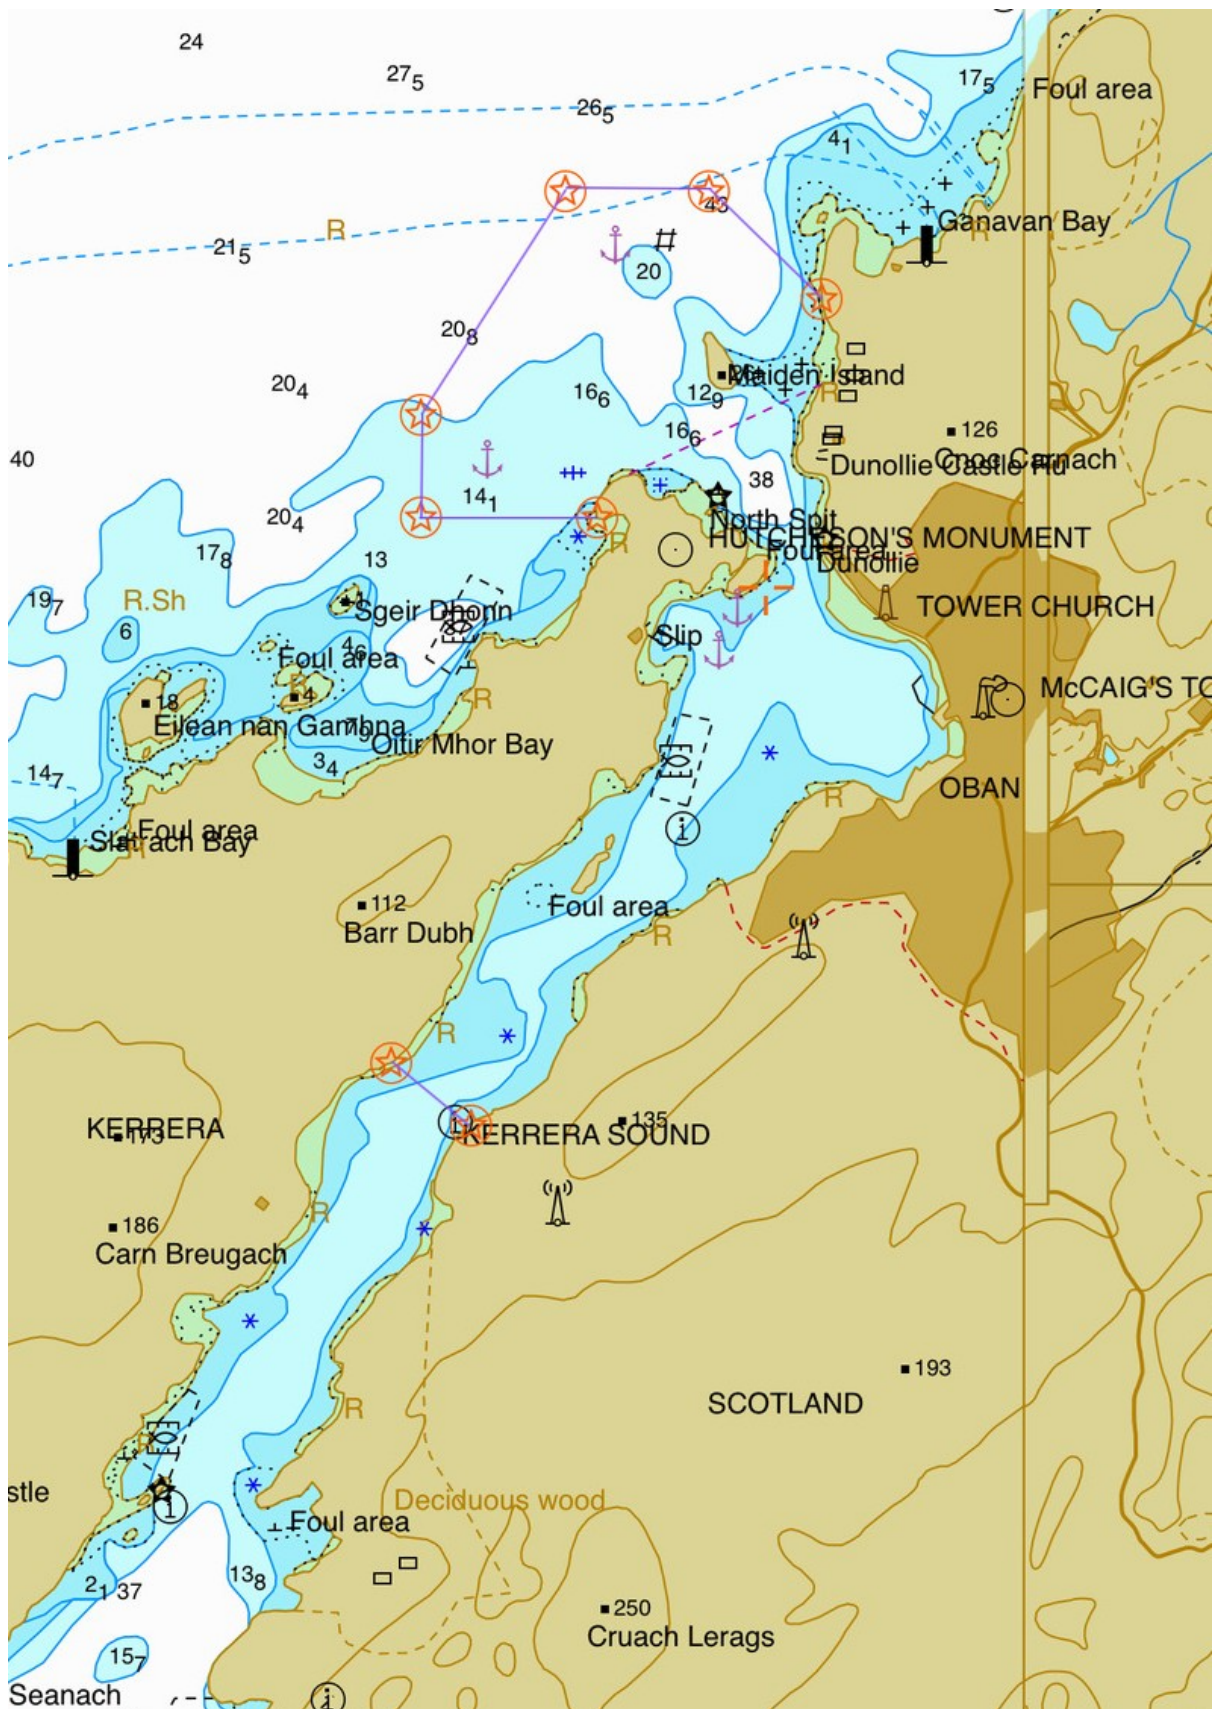 24
27₅
17₅
Foul area
26₅
4₁
43
Ganavan Bay
R
R
21₅
20
20₈
Maiden Island
20₄
16₆
12₉
R
16₆
126
Cnoc Carnach
40
Dunollie Castle Ru
38
14₁
20₄
North Spit
HUTCHESON'S MONUMENT
R
Foul area
Dunollie
17₈
13
19₇
R.Sh
Sgeir Dhonn
TOWER CHURCH
6
4₆
Slip
Foul area
R
4
R
McCAIG'S TO
18
Eilean nan Gamhna
7₉
Oitir Mhor Bay
3₄
14₇
OBAN
R
Foul area
Slatrach Bay
R
112
Foul area
Barr Dubh
R
R
KERRERA
173
135
KERRERA SOUND
R
186
Carn Breugach
193
SCOTLAND
R
R
stle
Deciduous wood
Foul area
13₈
2₁
37
250
Cruach Lerags
15₇
Seanach